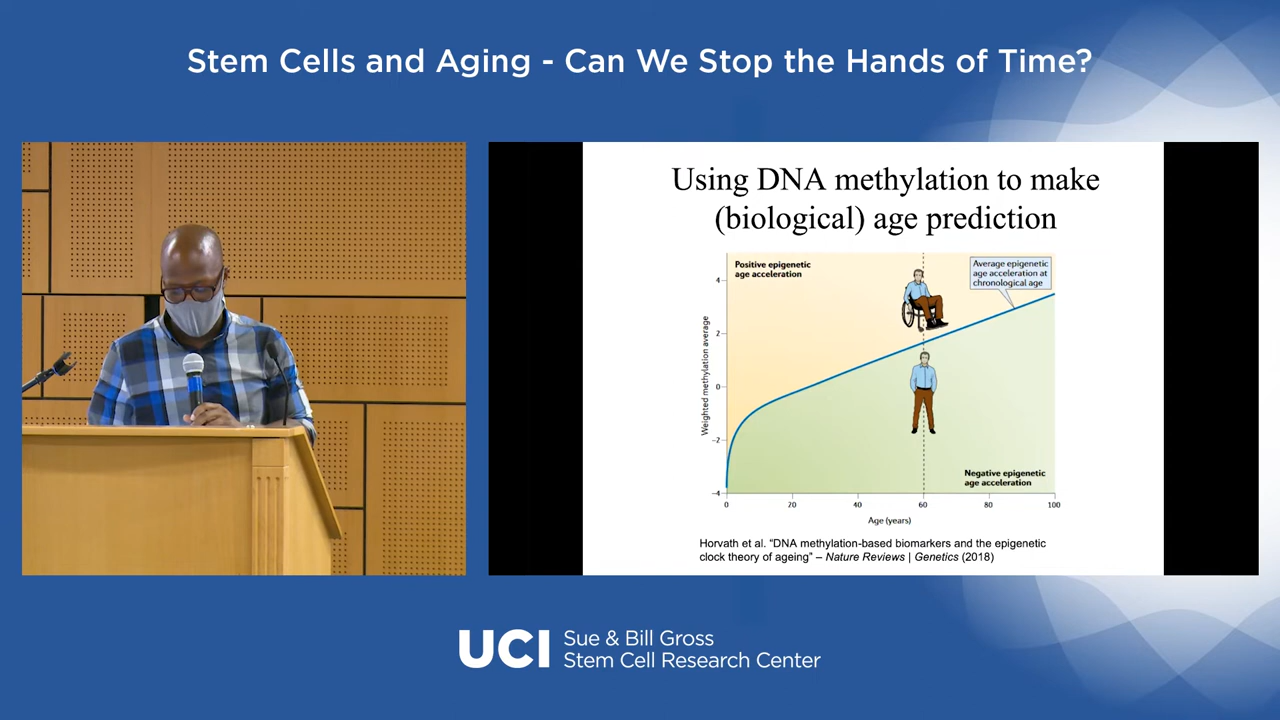 Stem Cells and Aging - Can We Stop the Hands of Time?
Using DNA methylation to make
(biological) age prediction
Positive epigenetic
age acceleration
Average epigenetic
age acceleration at
chronological age
Weighted methylation average
4
2
0
-2
-4
Negative epigenetic
age acceleration
0 20 40 60 80 100
Age (years)
Horvath et al. “DNA methylation-based biomarkers and the epigenetic
clock theory of ageing” – Nature Reviews | Genetics (2018)
UCI
Sue & Bill Gross
Stem Cell Research Center